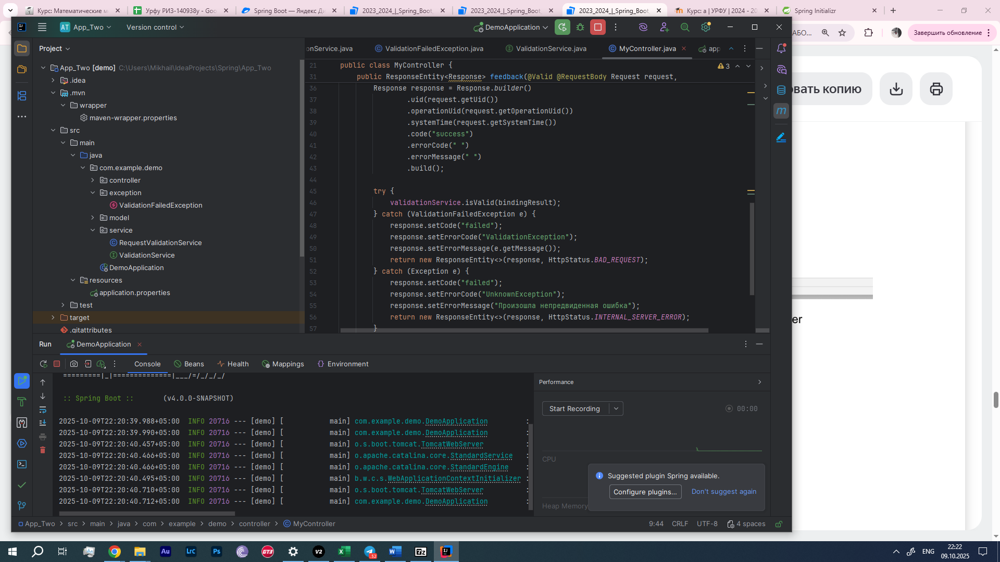 Курс: Математические м
Урфу РИЗ-140938у - Goo
Spring Boot — Яндекс Ди
2023_2024_|_Spring_Boot_
2023_2024_|_Spring_Boot_
2023_2024_|_Spring_Boot_
Курс: а | УРФУ | 2024 - 20
Spring Initializr
AT App_Two
Version control
DemoApplication
АБО...
Завершить обновление
Project
onService.java
ValidationFailedException.java
ValidationService.java
MyController.java
app
App_Two [demo] C:\Users\Mikhail\IdeaProjects\Spring\App_Two
.idea
.mvn
wrapper
maven-wrapper.properties
src
main
java
com.example.demo
controller
exception
ValidationFailedException
model
service
RequestValidationService
ValidationService
DemoApplication
resources
application.properties
test
target
.gitattributes
3
21 public class MyController {
31 public ResponseEntity<Response> feedback(@Valid @RequestBody Request request,
36 Response response = Response.builder()
37 .uid(request.getUid())
38 .operationUid(request.getOperationUid())
39 .systemTime(request.getSystemTime())
40 .code("success")
41 .errorCode(" ")
42 .errorMessage(" ")
43 .build();
44
45 try {
46 validationService.isValid(bindingResult);
47 } catch (ValidationFailedException e) {
48 response.setCode("failed");
49 response.setErrorCode("ValidationException");
50 response.setErrorMessage(e.getMessage());
51 return new ResponseEntity<>(response, HttpStatus.BAD_REQUEST);
52 } catch (Exception e) {
53 response.setCode("failed");
54 response.setErrorCode("UnknownException");
55 response.setErrorMessage("Произошла непредвиденная ошибка");
56 return new ResponseEntity<>(response, HttpStatus.INTERNAL_SERVER_ERROR);
57 }
овать копию
er
Run
DemoApplication
Console
Beans
Health
Mappings
Environment
=========|_|==============|___/=/_/_/_/
:: Spring Boot :: (v4.0.0-SNAPSHOT)
2025-10-09T22:20:39.988+05:00 INFO 20716 --- [demo] [ main] com.example.demo.DemoApplication :
2025-10-09T22:20:39.990+05:00 INFO 20716 --- [demo] [ main] com.example.demo.DemoApplication :
2025-10-09T22:20:40.457+05:00 INFO 20716 --- [demo] [ main] o.s.boot.tomcat.TomcatWebServer :
2025-10-09T22:20:40.466+05:00 INFO 20716 --- [demo] [ main] o.apache.catalina.core.StandardService :
2025-10-09T22:20:40.466+05:00 INFO 20716 --- [demo] [ main] o.apache.catalina.core.StandardEngine :
2025-10-09T22:20:40.495+05:00 INFO 20716 --- [demo] [ main] b.w.c.s.WebApplicationContextInitializer :
2025-10-09T22:20:40.710+05:00 INFO 20716 --- [demo] [ main] o.s.boot.tomcat.TomcatWebServer :
2025-10-09T22:20:40.712+05:00 INFO 20716 --- [demo] [ main] com.example.demo.DemoApplication :
Performance
Start Recording
00:00
CPU
Heap Memory
Suggested plugin Spring available.
Configure plugins...
Don't suggest again
App_Two > src > main > java > com > example > demo > controller > MyController
9:44
CRLF
UTF-8
4 spaces
Au
Lrc
Ps
GT3
V2
52
7z
ENG
22:22
09.10.2025